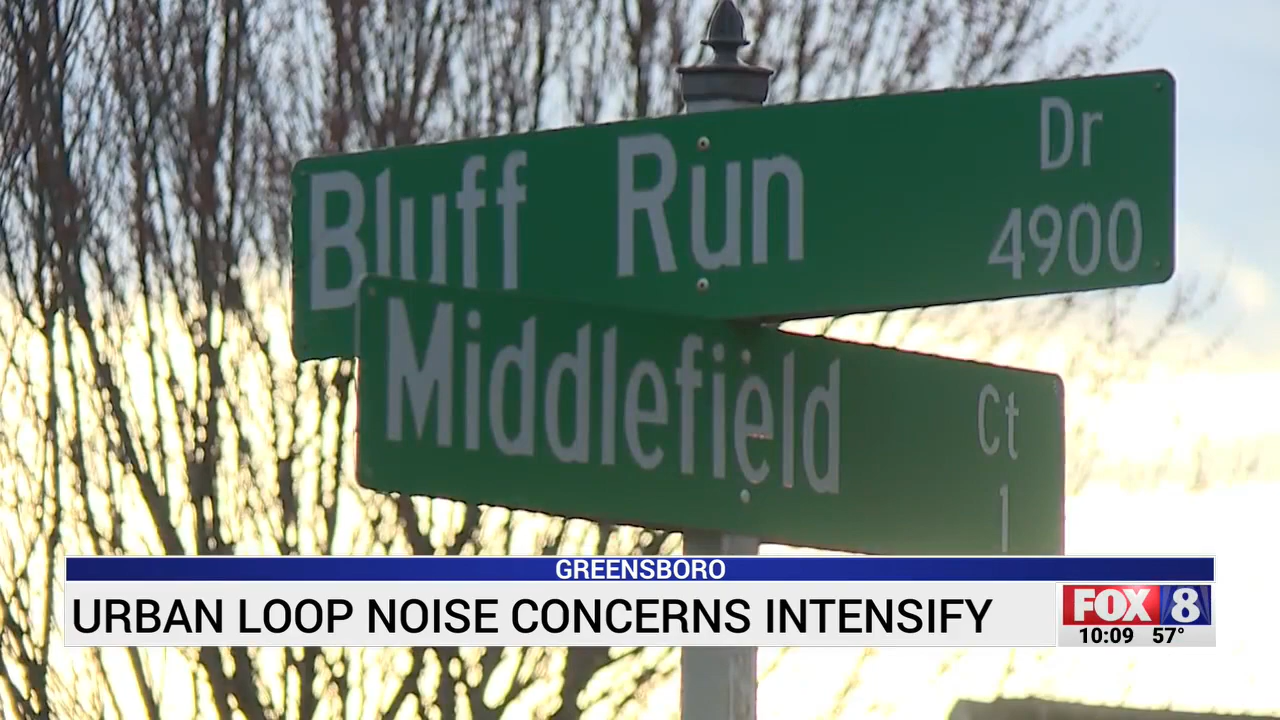 Bluff Run Dr
4900
Middlefield Ct
1
GREENSBORO
URBAN LOOP NOISE CONCERNS INTENSIFY
FOX 8
10:09 57°